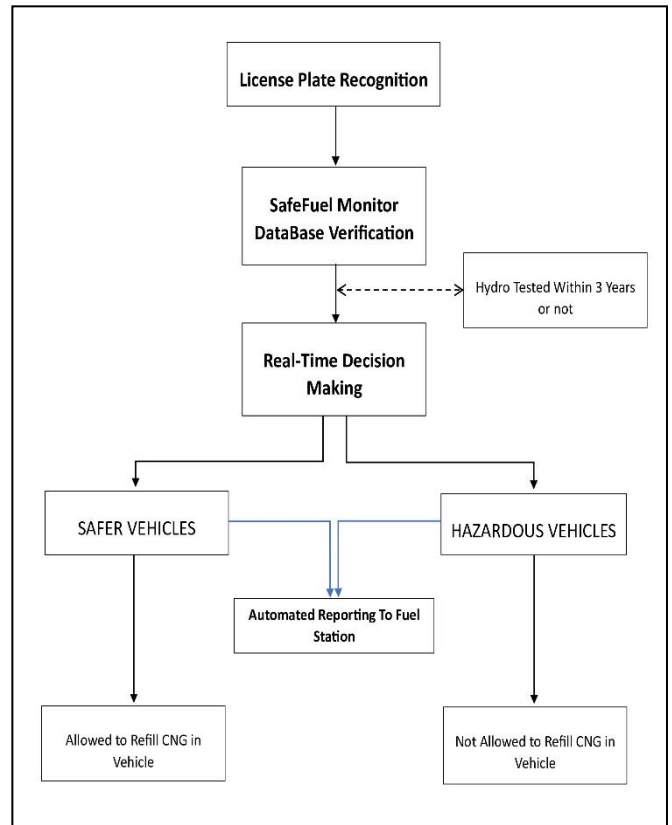 License Plate Recognition
SafeFuel Monitor
DataBase Verification
Hydro Tested Within 3 Years
or not
Real-Time Decision
Making
SAFER VEHICLES
HAZARDOUS VEHICLES
Automated Reporting To Fuel
Station
Allowed to Refill CNG in
Vehicle
Not Allowed to Refill CNG in
Vehicle